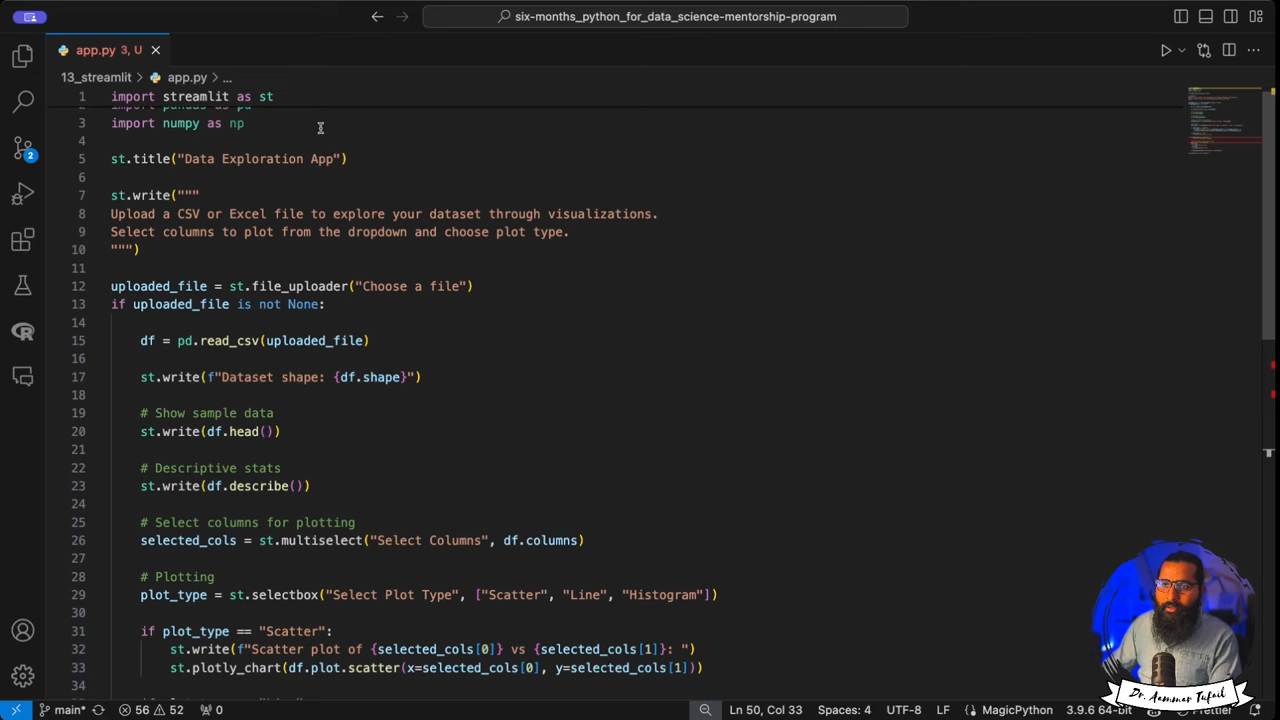 six-months_python_for_data_science-mentorship-program
app.py 3, U
13_streamlit > app.py > ...
1 import streamlit as st
import pandas as pd
3 import numpy as np
4
5 st.title("Data Exploration App")
6
7 st.write("""
8 Upload a CSV or Excel file to explore your dataset through visualizations.
9 Select columns to plot from the dropdown and choose plot type.
10 """)
11
12 uploaded_file = st.file_uploader("Choose a file")
13 if uploaded_file is not None:
14
15 df = pd.read_csv(uploaded_file)
16
17 st.write(f"Dataset shape: {df.shape}")
18
19 # Show sample data
20 st.write(df.head())
21
22 # Descriptive stats
23 st.write(df.describe())
24
25 # Select columns for plotting
26 selected_cols = st.multiselect("Select Columns", df.columns)
27
28 # Plotting
29 plot_type = st.selectbox("Select Plot Type", ["Scatter", "Line", "Histogram"])
30
31 if plot_type == "Scatter":
32 st.write(f"Scatter plot of {selected_cols[0]} vs {selected_cols[1]}: ")
33 st.plotly_chart(df.plot.scatter(x=selected_cols[0], y=selected_cols[1]))
34
2
R
Dr. Aammar Tufail
main* 56 52 0 Ln 50, Col 33 Spaces: 4 UTF-8 LF MagicPython 3.9.6 64-bit Prettier